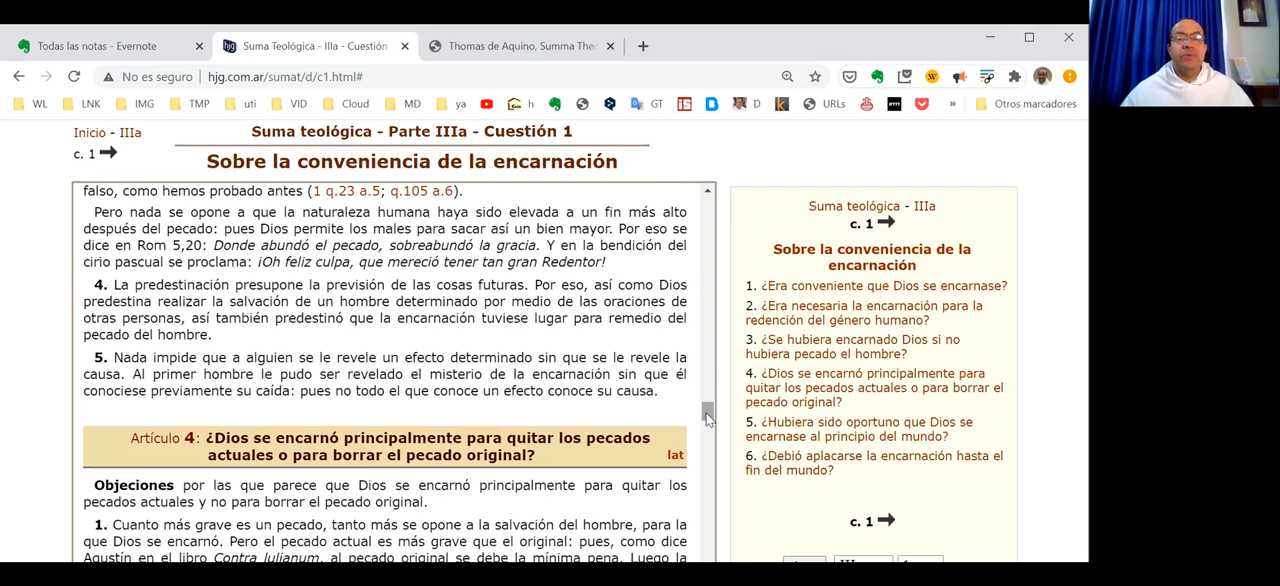 Todas las notas - Evernote
Suma Teológica - IIIa - Cuestión
Thomas de Aquino, Summa Theo
No es seguro
hjg.com.ar/sumat/d/c1.html#
WL
LNK
IMG
TMP
uti
VID
Cloud
MD
ya
h
GT
D
URLs
»
Otros marcadores
Inicio - IIIa
c. 1
Suma teológica - Parte IIIa - Cuestión 1
Sobre la conveniencia de la encarnación
falso, como hemos probado antes (1 q.23 a.5; q.105 a.6).
Pero nada se opone a que la naturaleza humana haya sido elevada a un fin más alto
después del pecado: pues Dios permite los males para sacar así un bien mayor. Por eso se
dice en Rom 5,20: Donde abundó el pecado, sobreabundó la gracia. Y en la bendición del
cirio pascual se proclama: ¡Oh feliz culpa, que mereció tener tan gran Redentor!
4. La predestinación presupone la previsión de las cosas futuras. Por eso, así como Dios
predestina realizar la salvación de un hombre determinado por medio de las oraciones de
otras personas, así también predestinó que la encarnación tuviese lugar para remedio del
pecado del hombre.
5. Nada impide que a alguien se le revele un efecto determinado sin que se le revele la
causa. Al primer hombre le pudo ser revelado el misterio de la encarnación sin que él
conociese previamente su caída: pues no todo el que conoce un efecto conoce su causa.
Artículo 4: ¿Dios se encarnó principalmente para quitar los pecados
actuales o para borrar el pecado original?
lat
Objeciones por las que parece que Dios se encarnó principalmente para quitar los
pecados actuales y no para borrar el pecado original.
1. Cuanto más grave es un pecado, tanto más se opone a la salvación del hombre, para la
que Dios se encarnó. Pero el pecado actual es más grave que el original: pues, como dice
Agustín en el libro Contra Iulianum, al pecado original se debe la mínima pena. Luego la
Suma teológica - IIIa
c. 1
Sobre la conveniencia de la
encarnación
1. ¿Era conveniente que Dios se encarnase?
2. ¿Era necesaria la encarnación para la
redención del género humano?
3. ¿Se hubiera encarnado Dios si no
hubiera pecado el hombre?
4. ¿Dios se encarnó principalmente para
quitar los pecados actuales o para borrar el
pecado original?
5. ¿Hubiera sido oportuno que Dios se
encarnase al principio del mundo?
6. ¿Debió aplacarse la encarnación hasta el
fin del mundo?
c. 1